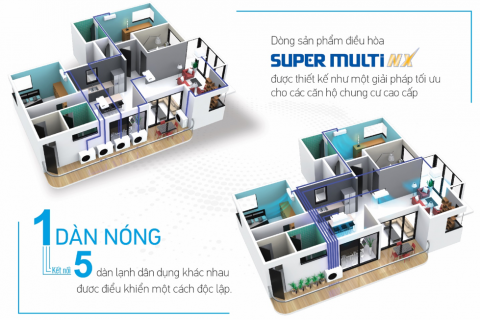 Dòng sản phẩm điều hòa
SUPER MULTI NX
được thiết kế như một giải pháp tối ưu
cho các căn hộ chung cư cao cấp
1 DÀN NÓNG
Kết nối 5 dàn lạnh dân dụng khác nhau
được điều khiển một cách độc lập.